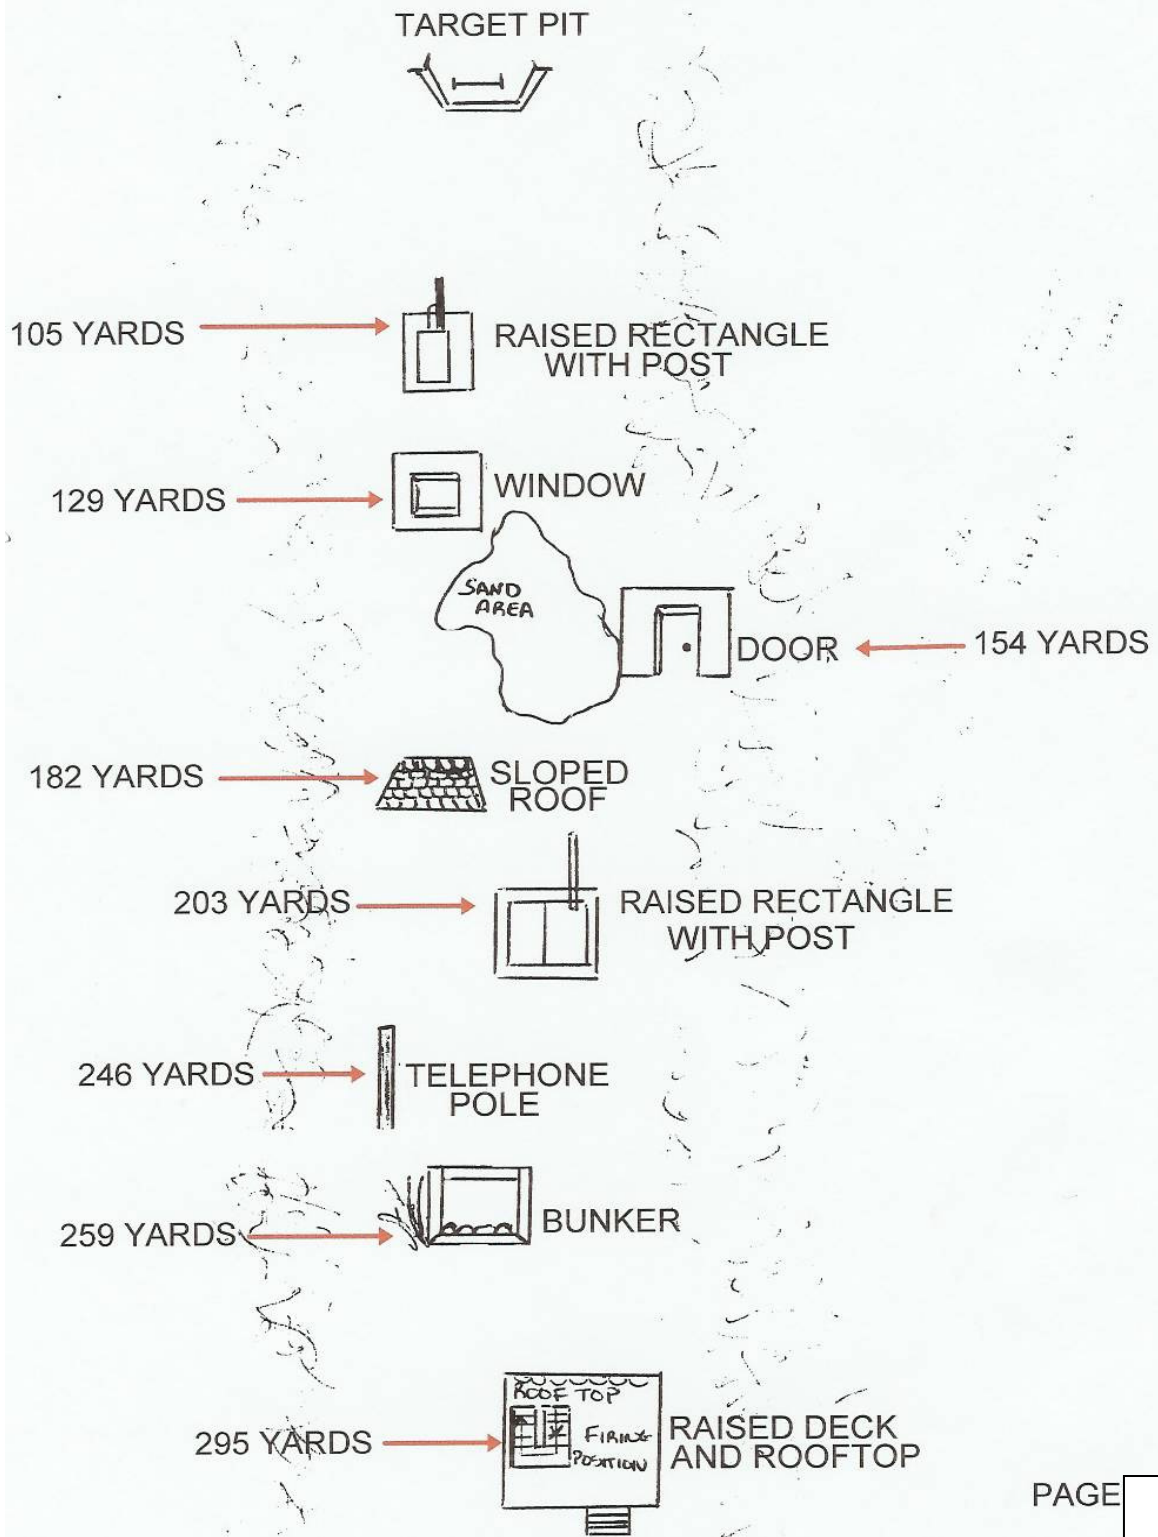 TARGET PIT
105 YARDS
RAISED RECTANGLE
WITH POST
129 YARDS
WINDOW
SAND
AREA
DOOR
154 YARDS
182 YARDS
SLOPED
ROOF
203 YARDS
RAISED RECTANGLE
WITH POST
246 YARDS
TELEPHONE
POLE
259 YARDS
BUNKER
ROOF TOP
FIRING
POSITION
295 YARDS
RAISED DECK
AND ROOFTOP
PAGE